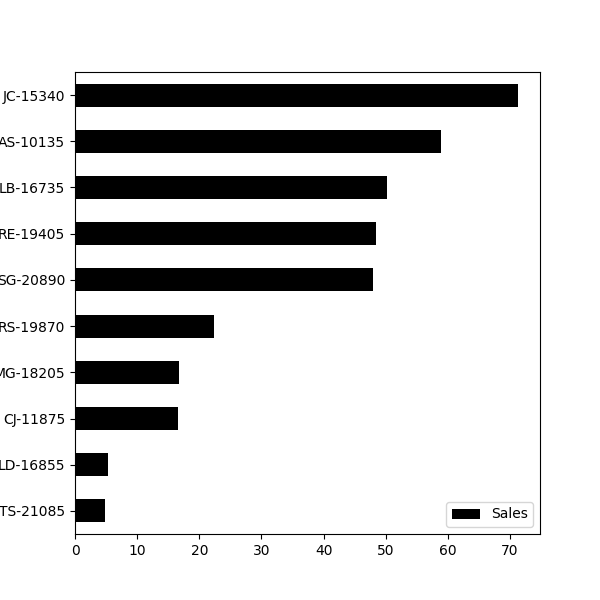 JC-15340
AS-10135
LB-16735
RE-19405
SG-20890
RS-19870
MG-18205
CJ-11875
LD-16855
TS-21085
Sales
0 10 20 30 40 50 60 70